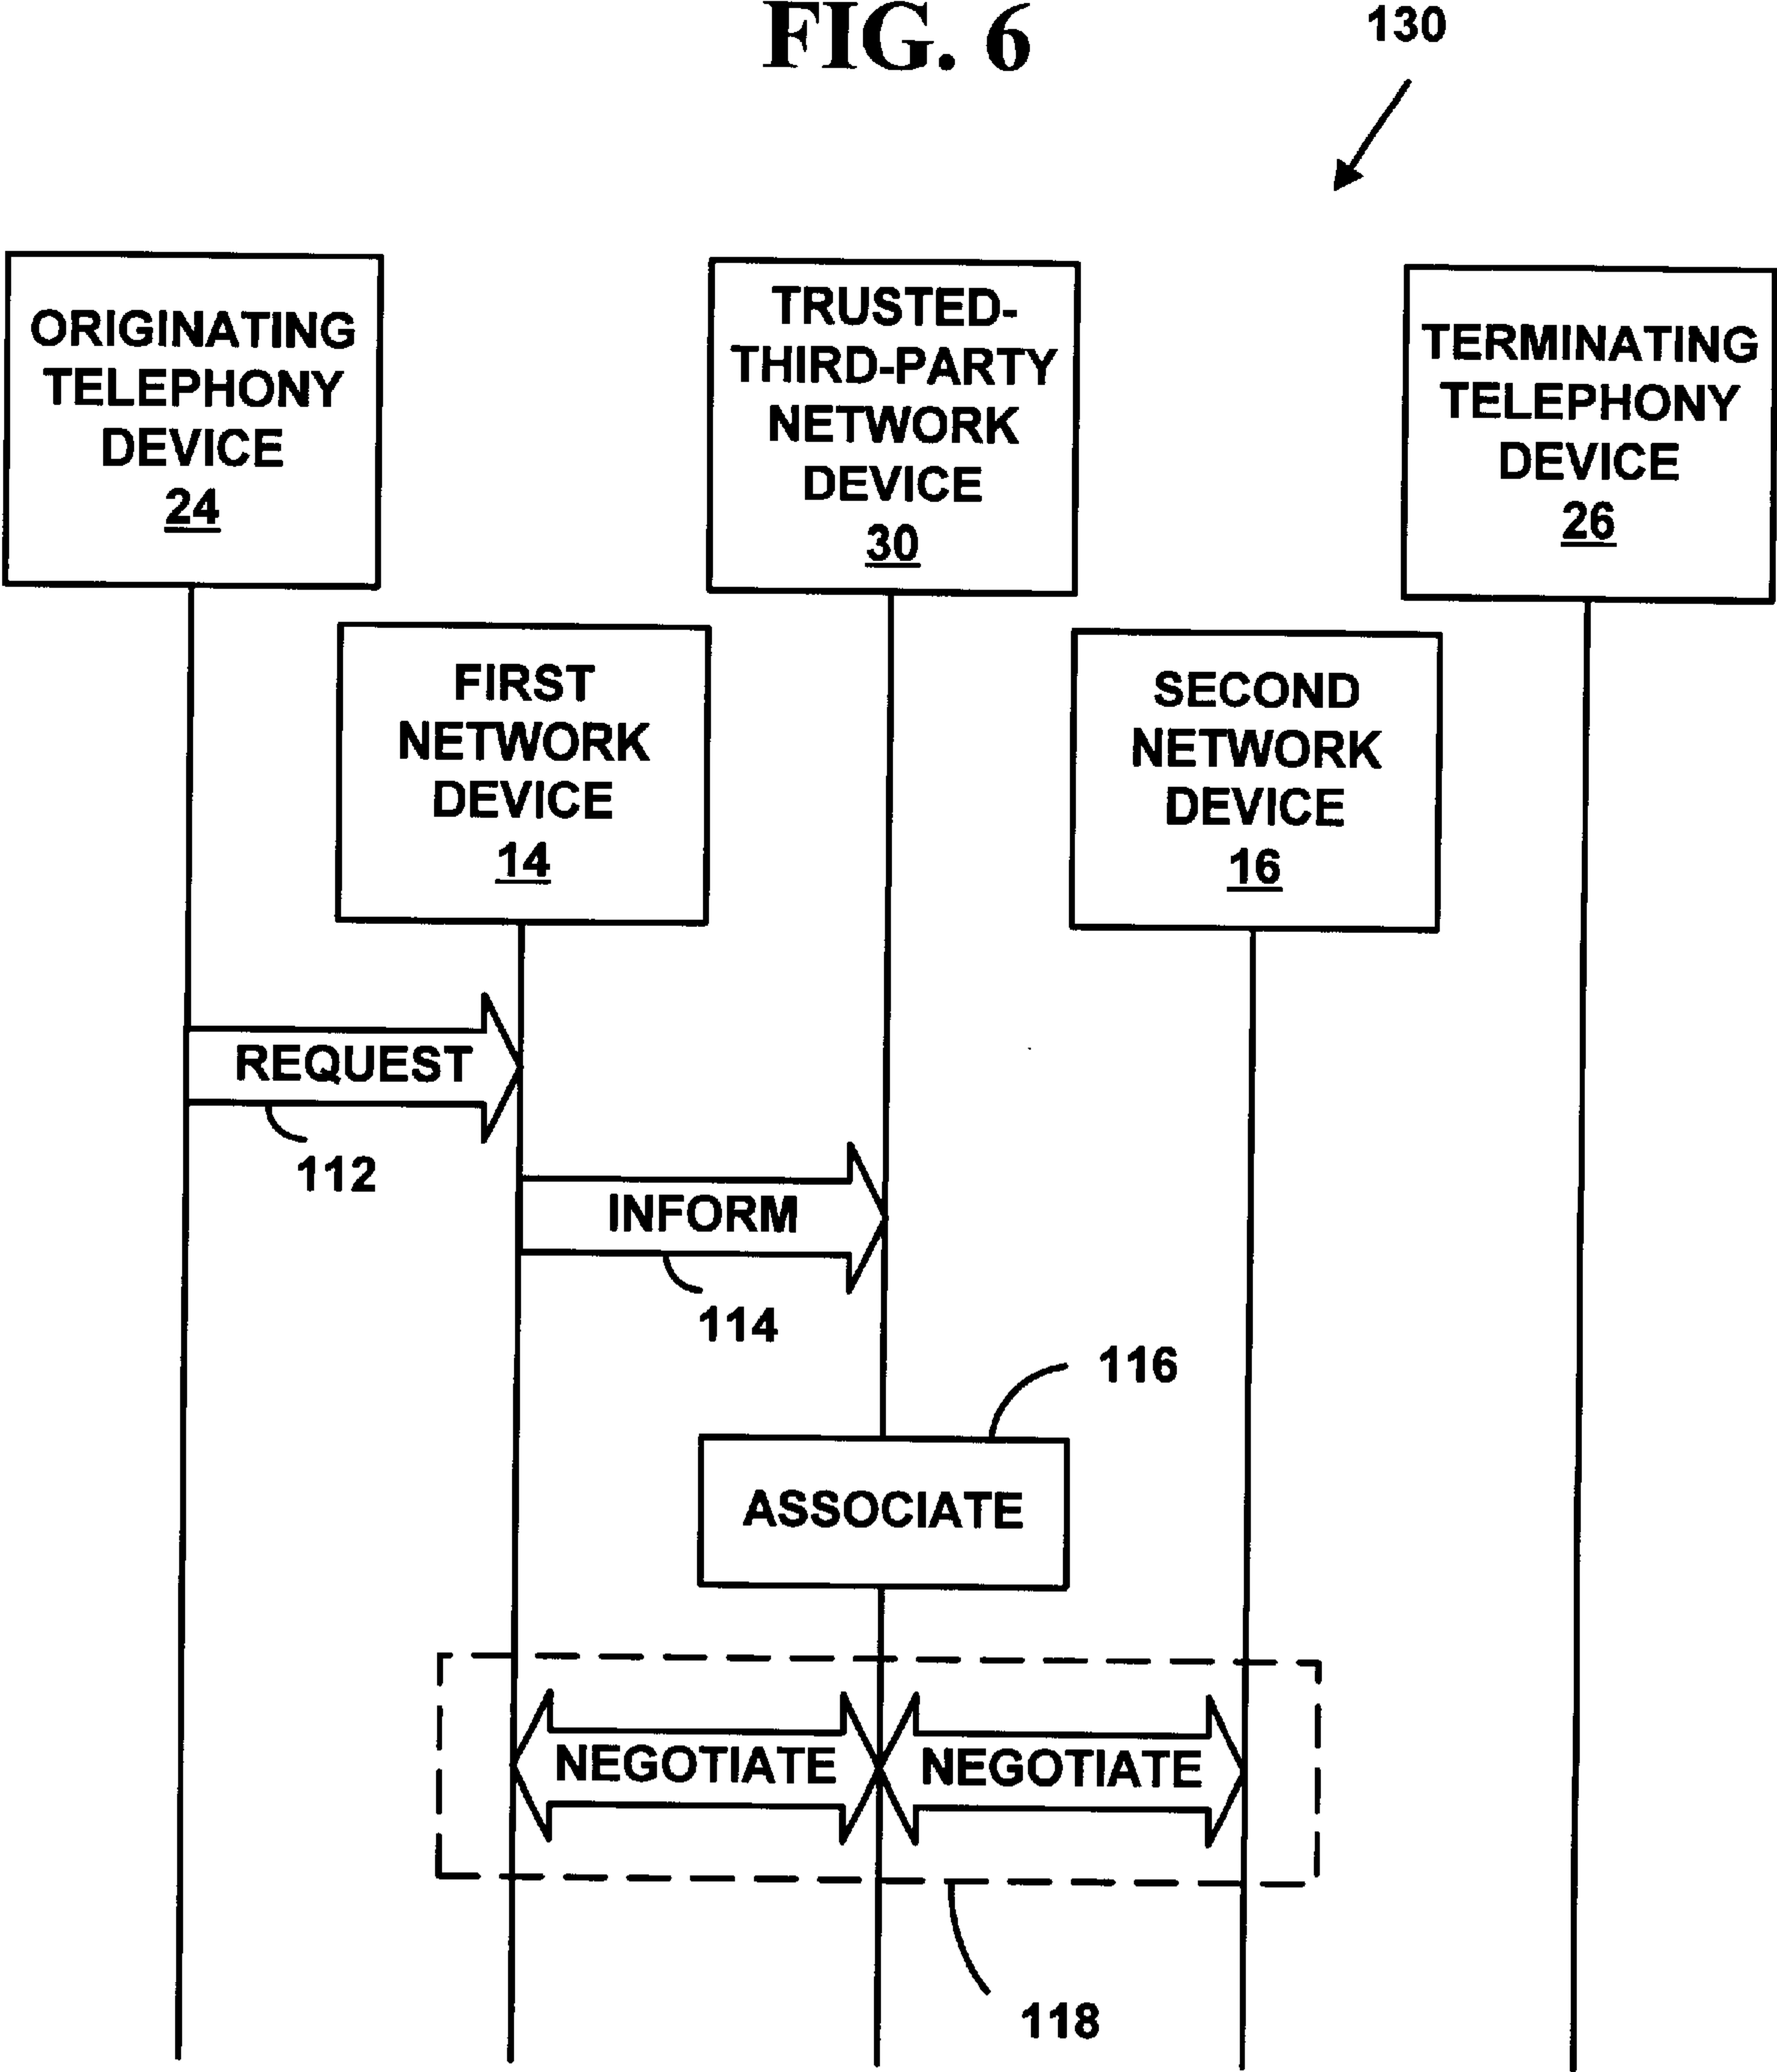 FIG. 6
130
ORIGINATING
TELEPHONY
DEVICE
24
TRUSTED-
THIRD-PARTY
NETWORK
DEVICE
30
TERMINATING
TELEPHONY
DEVICE
26
FIRST
NETWORK
DEVICE
14
SECOND
NETWORK
DEVICE
16
REQUEST
112
INFORM
114
116
ASSOCIATE
NEGOTIATE
NEGOTIATE
118